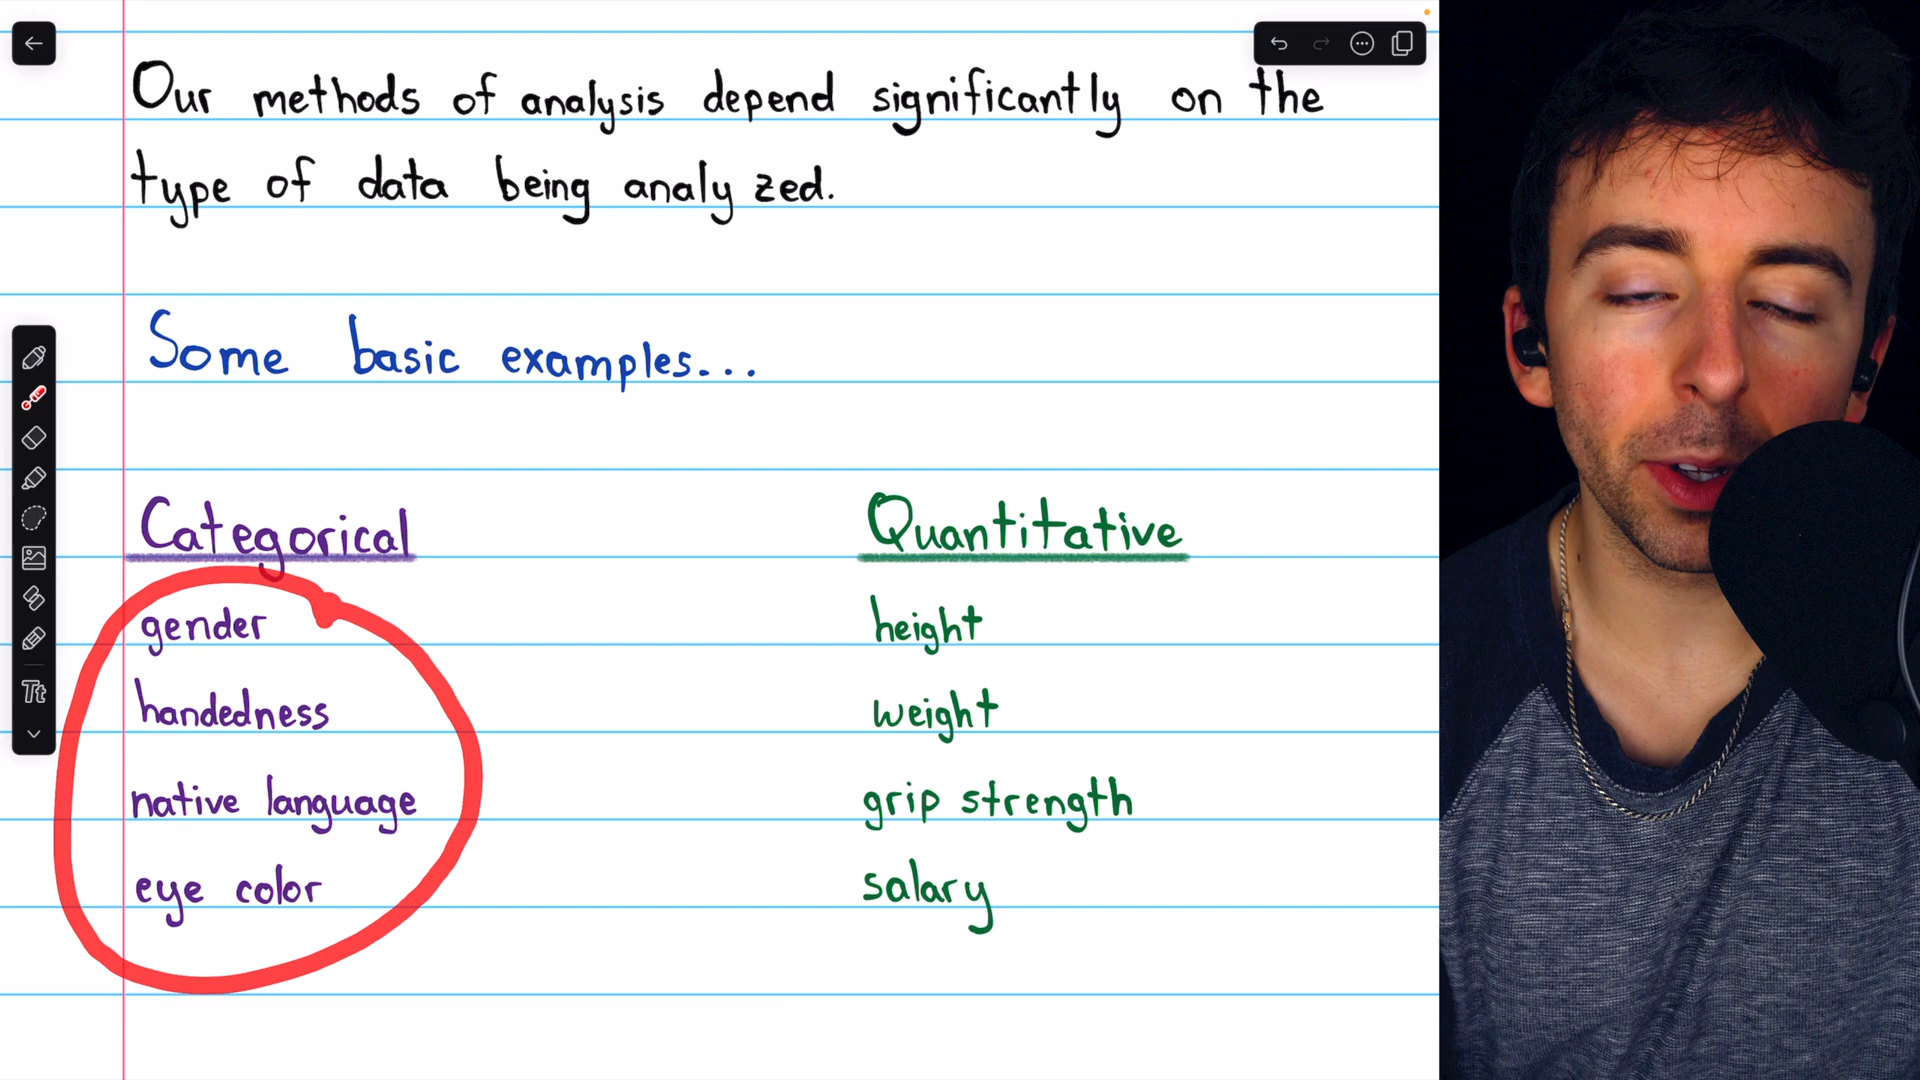 Our methods of analysis depend significantly on the
type of data being analyzed.
Some basic examples...
Categorical
gender
handedness
native language
eye color
Quantitative
height
weight
grip strength
salary
Tt